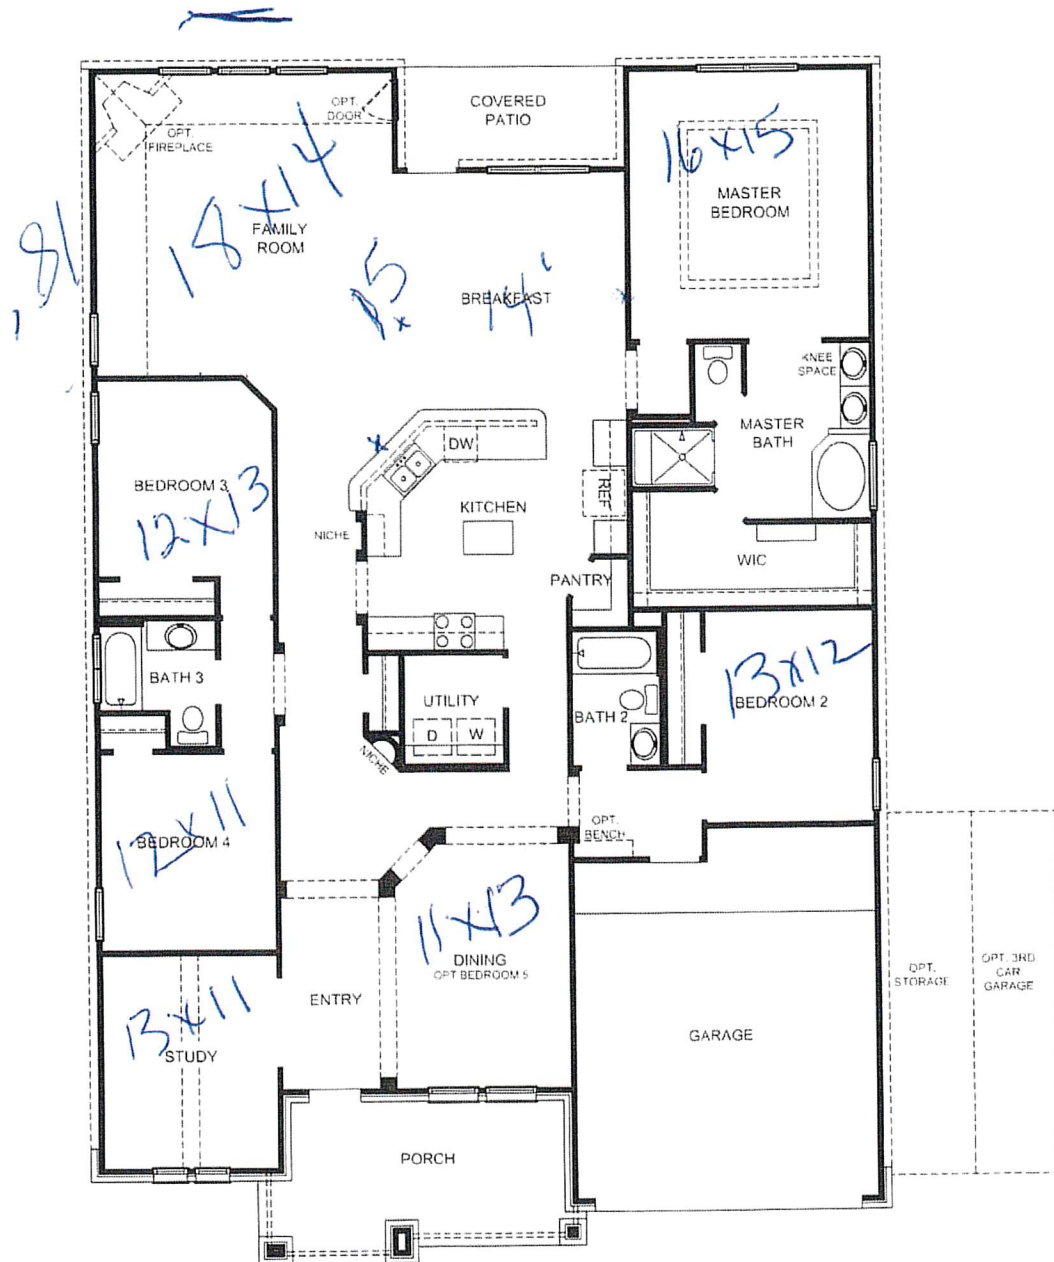 COVERED
PATIO
OPT.
DOOR
OPT.
FIREPLACE
16x15
MASTER
BEDROOM
18x14
FAMILY
ROOM
18'
BREAKFAST
14'
KNEE
SPACE
MASTER
BATH
DW
BEDROOM 3
12x13
KITCHEN
REF
NICHE
WIC
PANTRY
BATH 3
UTILITY
D
W
NICHE
BATH 2
13x12
BEDROOM 2
12x11
BEDROOM 4
OPT.
BENCH
11x13
DINING
OPT BEDROOM 5
ENTRY
13x11
STUDY
GARAGE
OPT.
STORAGE
OPT. 3RD
CAR
GARAGE
PORCH